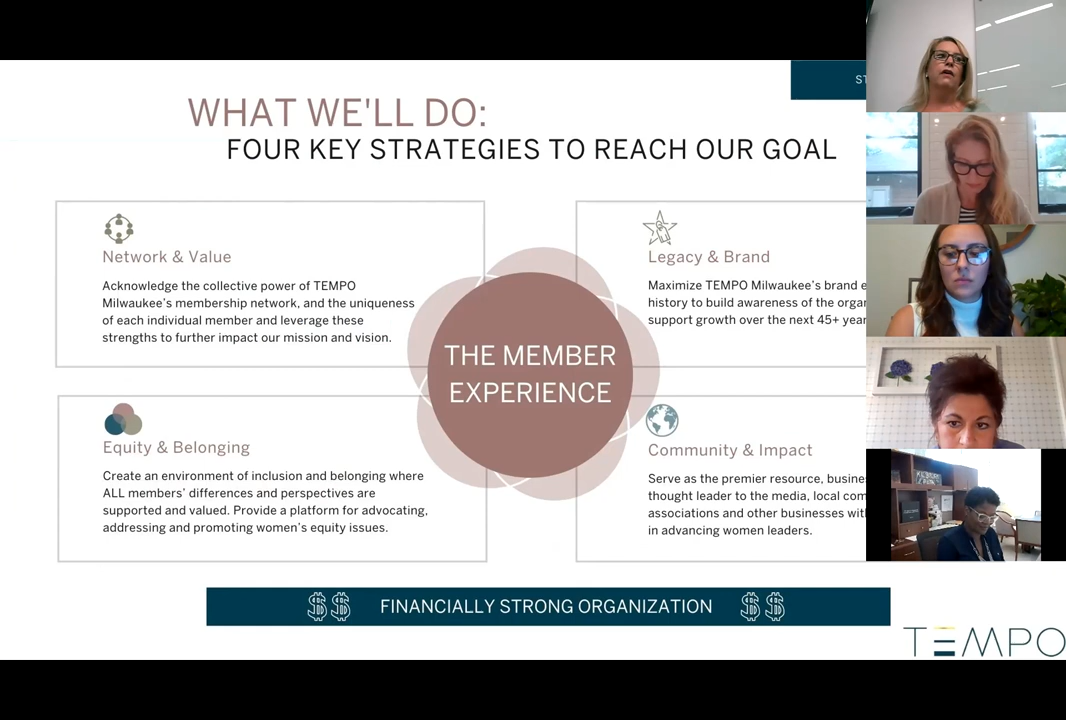 ST
WHAT WE'LL DO:
FOUR KEY STRATEGIES TO REACH OUR GOAL
Network & Value
Acknowledge the collective power of TEMPO
Milwaukee's membership network, and the uniqueness
of each individual member and leverage these
strengths to further impact our mission and vision.
Legacy & Brand
Maximize TEMPO Milwaukee's brand e
history to build awareness of the orga
support growth over the next 45+ year
THE MEMBER
EXPERIENCE
Equity & Belonging
Create an environment of inclusion and belonging where
ALL members' differences and perspectives are
supported and valued. Provide a platform for advocating,
addressing and promoting women's equity issues.
Community & Impact
Serve as the premier resource, busine
thought leader to the media, local com
associations and other businesses wit
in advancing women leaders.
$$ FINANCIALLY STRONG ORGANIZATION $$
TEMPO